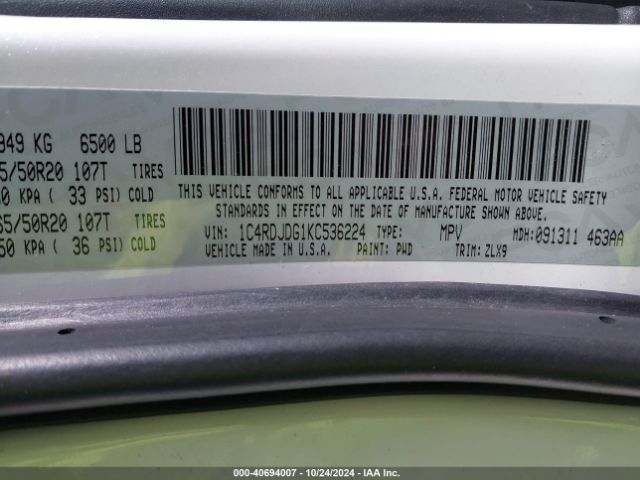 949 KG 6500 LB
5/50R20 107T TIRES
0 KPA ( 33 PSI) COLD
65/50R20 107T TIRES
50 KPA ( 36 PSI) COLD
THIS VEHICLE CONFORMS TO ALL APPLICABLE U.S.A. FEDERAL MOTOR VEHICLE SAFETY
STANDARDS IN EFFECT ON THE DATE OF MANUFACTURE SHOWN ABOVE.
VIN: 1C4RDJDG1KC536224 TYPE: MPV MDH: 091311 463AA
VEHICLE MADE IN U.S.A. PAINT: PWD TRIM: ZLX9
000-40694007 - 10/24/2024 - IAA Inc.